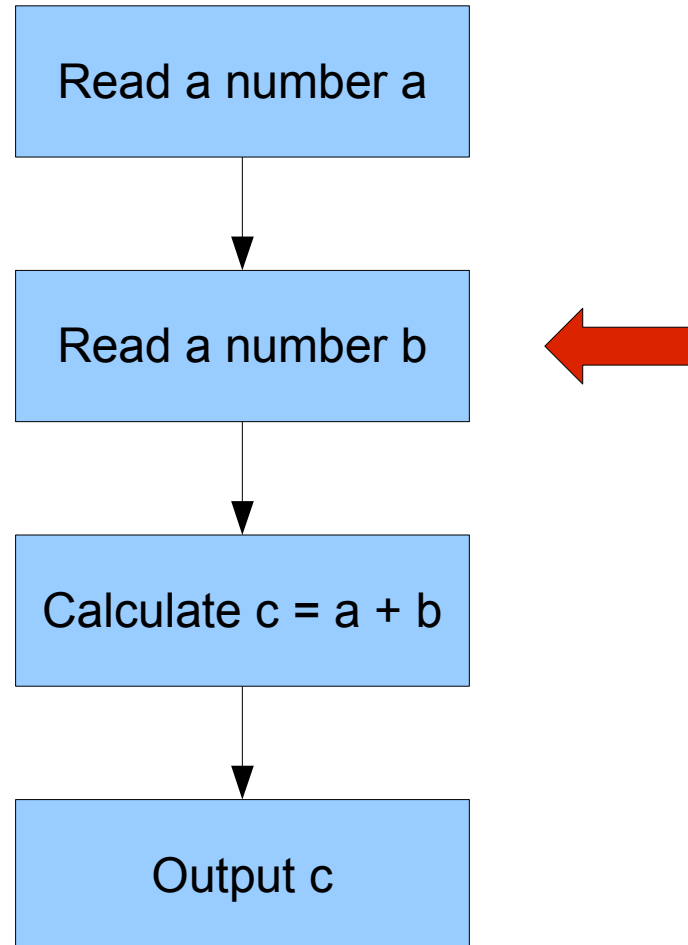 Read a number a
Read a number b
Calculate c = a + b
Output c